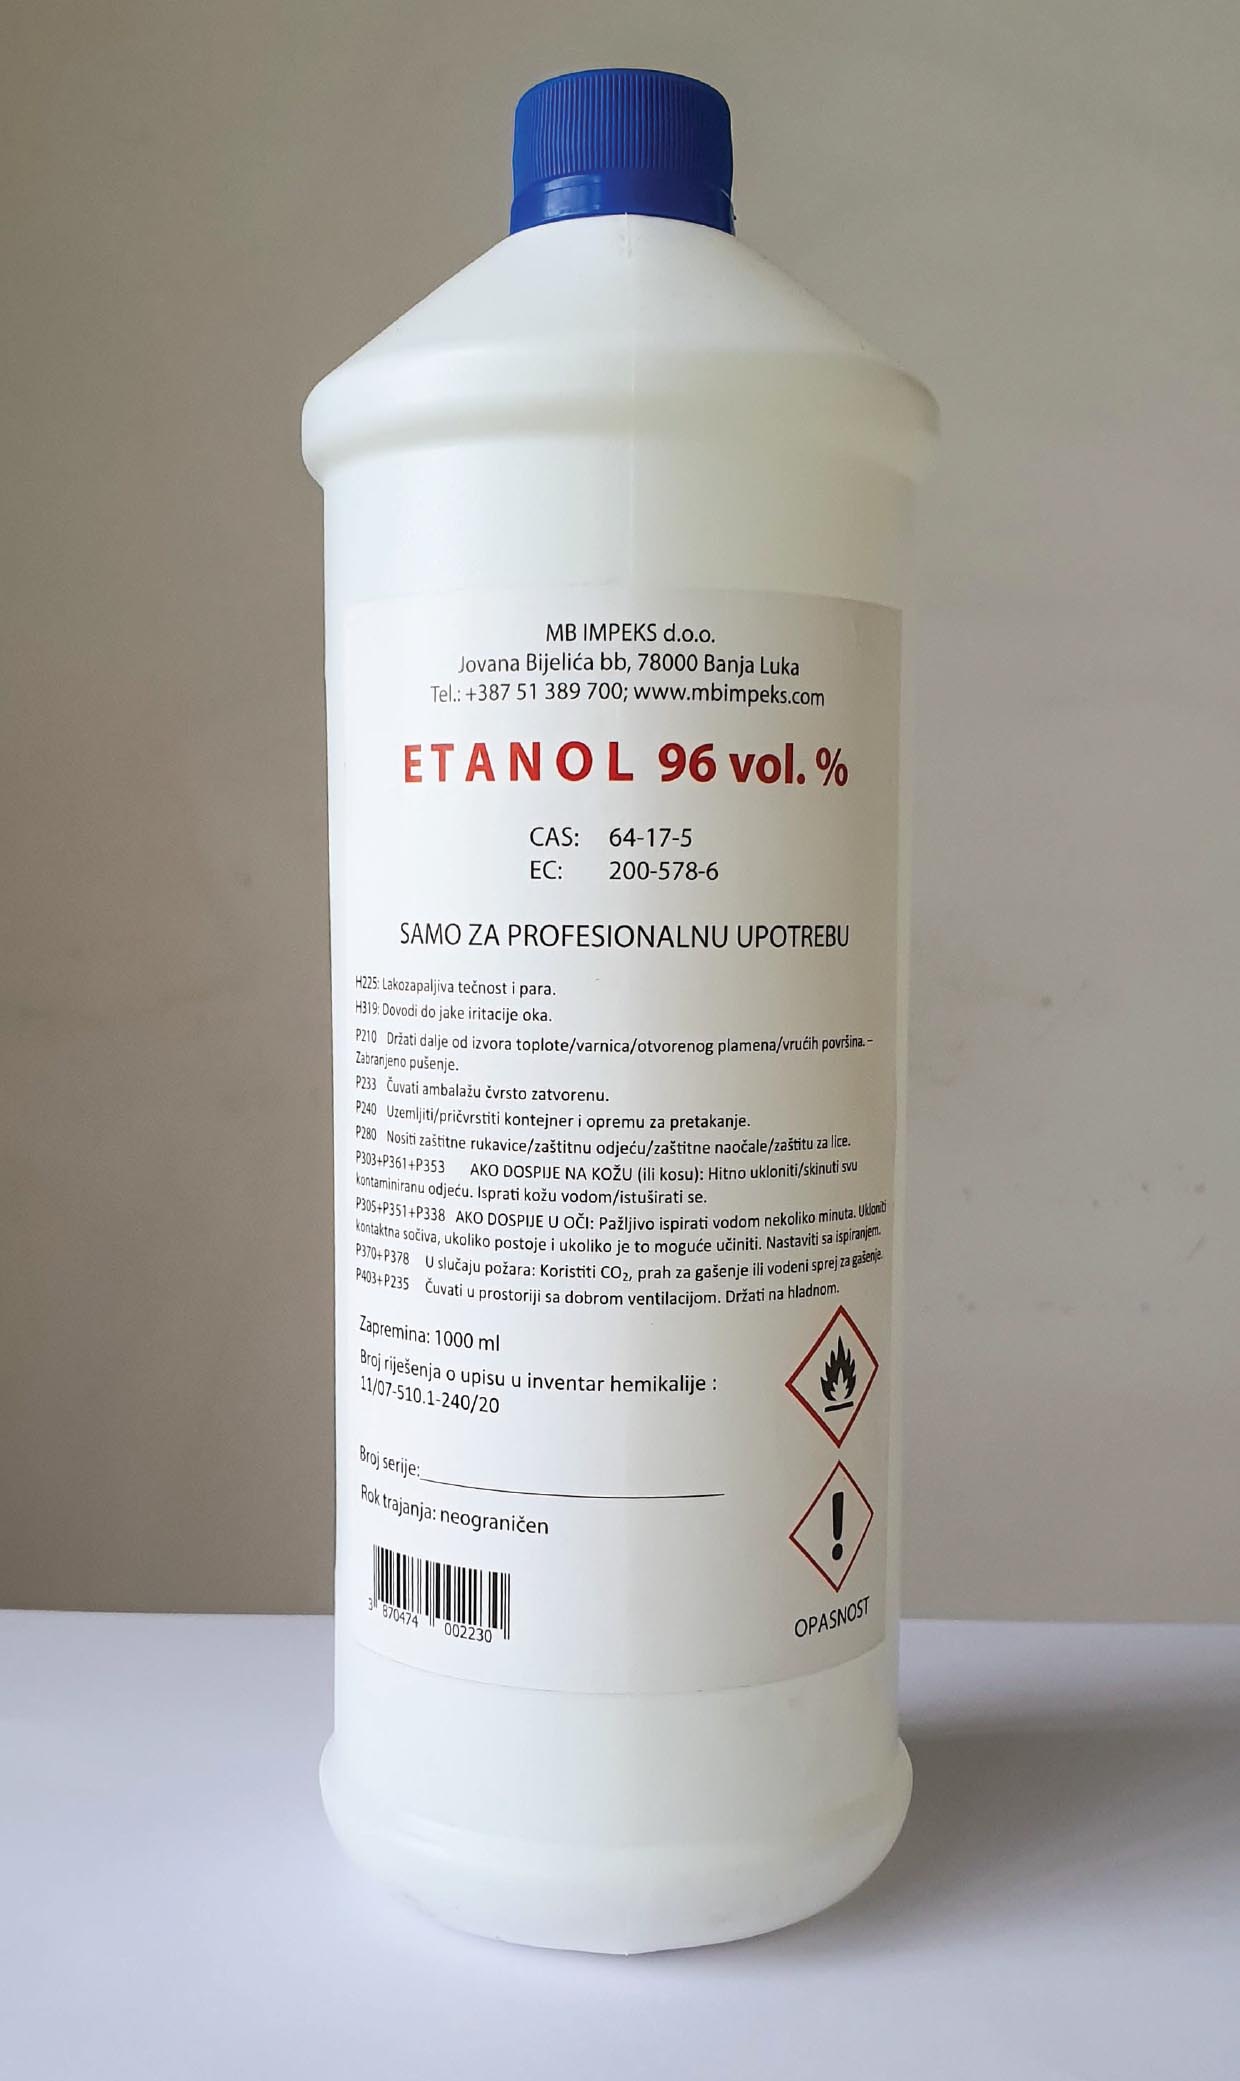 MB IMPEKS d.o.o.
Jovana Bijelića bb, 78000 Banja Luka
Tel.: +387 51 389 700; www.mbimpeks.com
ETANOL 96 vol. %
CAS: 64-17-5
EC: 200-578-6
SAMO ZA PROFESIONALNU UPOTREBU
H225: Lakozapaljiva tečnost i para.
H319: Dovodi do jake iritacije oka.
P210 Držati dalje od izvora toplote/varnica/otvorenog plamena/vrućih površina. –
Zabranjeno pušenje.
P233 Čuvati ambalažu čvrsto zatvorenu.
P240 Uzemljiti/pričvrstiti kontejner i opremu za pretakanje.
P280 Nositi zaštitne rukavice/zaštitnu odjeću/zaštitne naočale/zaštitu za lice.
P303+P361+P353 AKO DOSPIJE NA KOŽU (ili kosu): Hitno ukloniti/skinuti svu
kontaminiranu odjeću. Isprati kožu vodom/istuširati se.
P305+P351+P338 AKO DOSPIJE U OČI: Pažljivo ispirati vodom nekoliko minuta. Ukloniti
kontaktna sočiva, ukoliko postoje i ukoliko je to moguće učiniti. Nastaviti sa ispiranjem.
P370+P378 U slučaju požara: Koristiti CO₂, prah za gašenje ili vodeni sprej za gašenje.
P403+P235 Čuvati u prostoriji sa dobrom ventilacijom. Držati na hladnom.
Zapremina: 1000 ml
Broj riješenja o upisu u inventar hemikalije :
11/07-510.1-240/20
Broj serije:
Rok trajanja: neograničen
3 870474 002230
OPASNOST